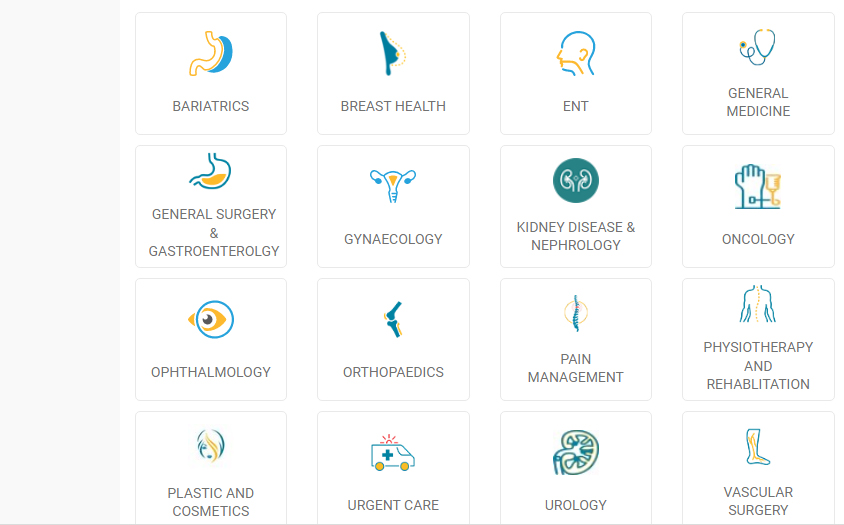 BARIATRICS
BREAST HEALTH
ENT
GENERAL
MEDICINE
GENERAL SURGERY
&
GASTROENTEROLGY
GYNAECOLOGY
KIDNEY DISEASE &
NEPHROLOGY
ONCOLOGY
OPHTHALMOLOGY
ORTHOPAEDICS
PAIN
MANAGEMENT
PHYSIOTHERAPY
AND
REHABLITATION
PLASTIC AND
COSMETICS
URGENT CARE
UROLOGY
VASCULAR
SURGERY